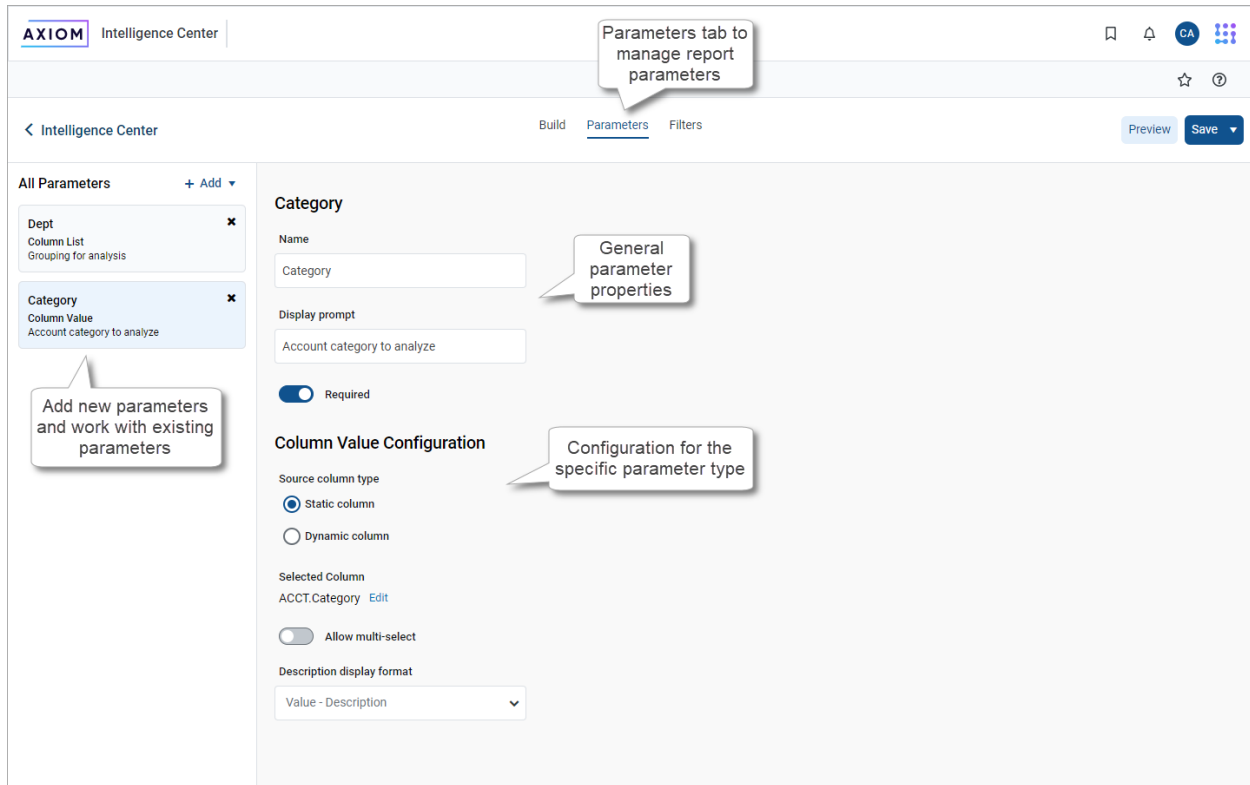 AXIOM Intelligence Center
Parameters tab to
manage report
parameters
CA
Intelligence Center
Build Parameters Filters
Preview Save
All Parameters + Add
Dept
Column List
Grouping for analysis
Category
Column Value
Account category to analyze
Add new parameters
and work with existing
parameters
Category
Name
Category
General
parameter
properties
Display prompt
Account category to analyze
Required
Column Value Configuration
Configuration for the
specific parameter type
Source column type
Static column
Dynamic column
Selected Column
ACCT.Category Edit
Allow multi-select
Description display format
Value - Description